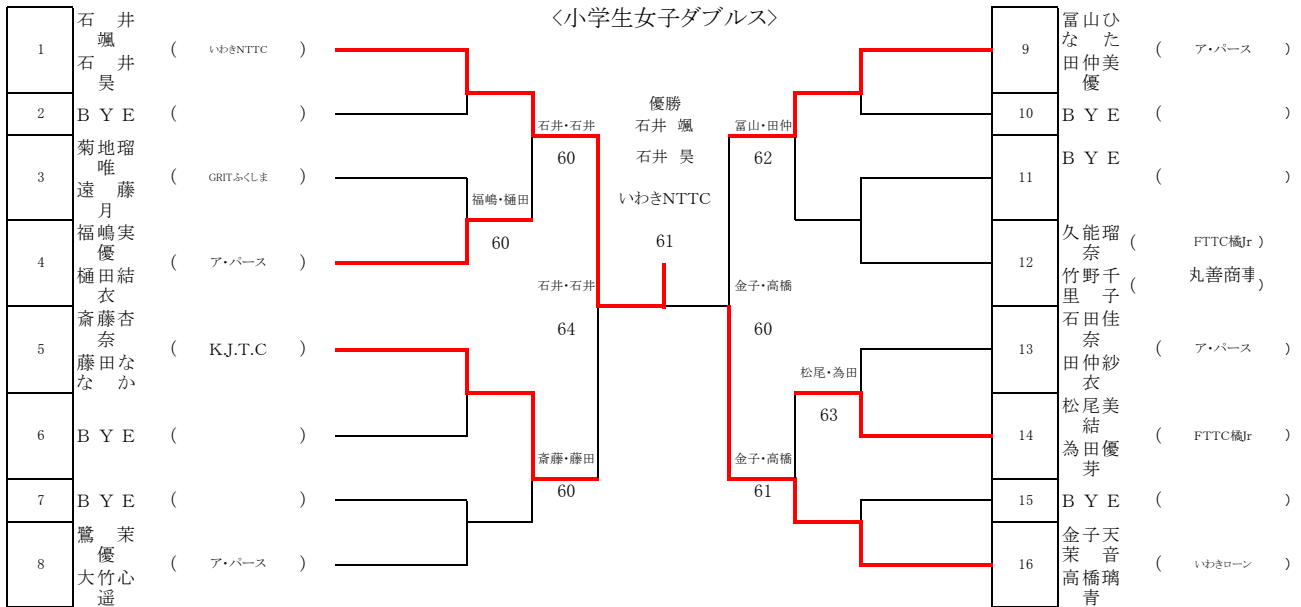 <小学生女子ダブルス>
1
石 井
颯
石 井
昊
( いわきNTTC )
2
B Y E
( )
3
菊地瑠
唯
遠 藤
月
( GRITふくしま )
4
福嶋実
優
樋田結
衣
( ア・パース )
5
斎藤杏
奈
藤田な
な か
( K.J.T.C )
6
B Y E
( )
7
B Y E
( )
8
鷺 茉
優
大竹心
遥
( ア・パース )
福嶋・樋田
60
石井・石井
60
斎藤・藤田
60
石井・石井
64
優勝
石井 颯
石井 昊
いわきNTTC
61
冨山・田仲
62
金子・高橋
60
松尾・為田
63
金子・高橋
61
9
冨山ひ
な た
田仲美
優
( ア・パース )
10
B Y E
( )
11
B Y E
( )
12
久能瑠
奈
竹野千
里 子
( FTTC橘Jr )
( 丸善商事 )
13
石田佳
奈
田仲紗
衣
( ア・パース )
14
松尾美
結
為田優
芽
( FTTC橘Jr )
15
B Y E
( )
16
金子天
茉 音
高橋璃
青
( いわきローン )